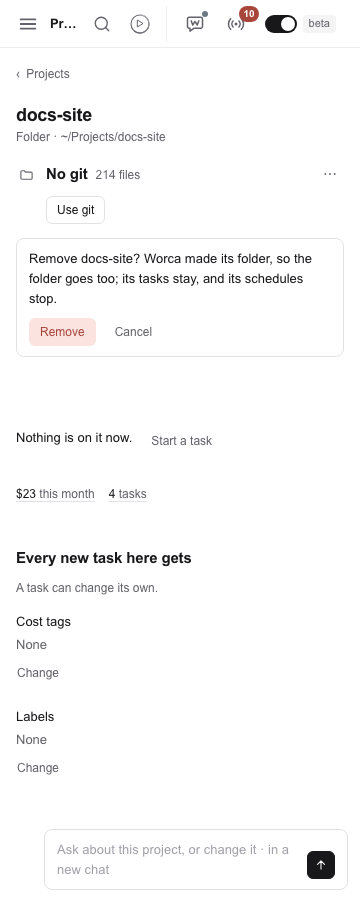 Pr...
10
beta
‹ Projects
docs-site
Folder · ~/Projects/docs-site
No git 214 files
Use git
Remove docs-site? Worca made its folder, so the
folder goes too; its tasks stay, and its schedules
stop.
Remove Cancel
Nothing is on it now. Start a task
$23 this month 4 tasks
Every new task here gets
A task can change its own.
Cost tags
None
Change
Labels
None
Change
Ask about this project, or change it · in a
new chat